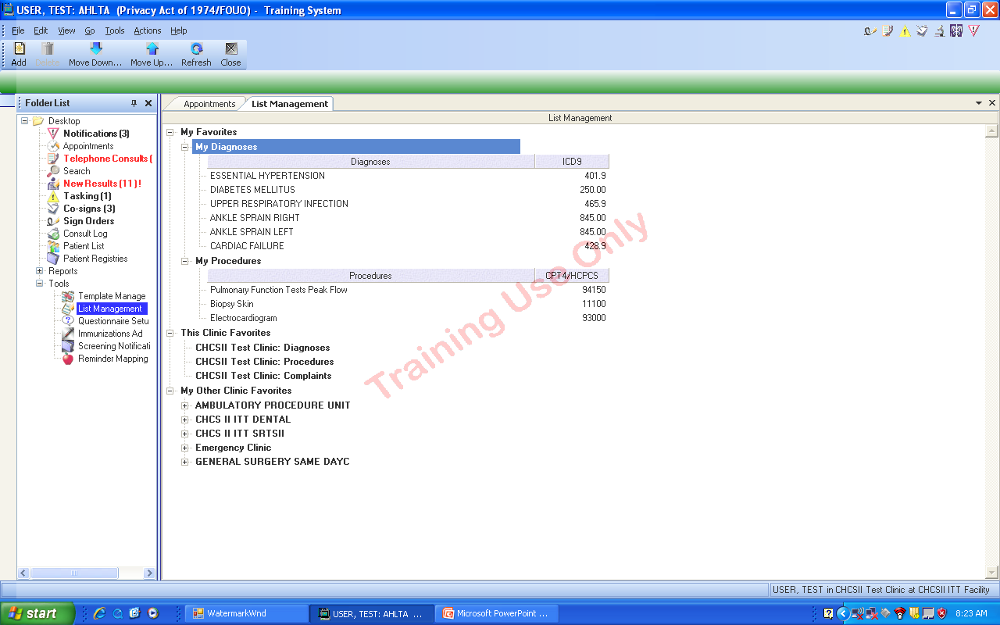 USER, TEST: AHLTA (Privacy Act of 1974/FOUO) - Training System
File Edit View Go Tools Actions Help
Add Delete Move Down... Move Up... Refresh Close
Folder List
Desktop
Notifications (3)
Appointments
Telephone Consults (
Search
New Results (11) !
Tasking (1)
Co-signs (3)
Sign Orders
Consult Log
Patient List
Patient Registries
Reports
Tools
Template Manage
List Management
Questionnaire Setu
Immunizations Ad
Screening Notificati
Reminder Mapping
Appointments List Management
List Management
My Favorites
My Diagnoses
Diagnoses ICD9
ESSENTIAL HYPERTENSION 401.9
DIABETES MELLITUS 250.00
UPPER RESPIRATORY INFECTION 465.9
ANKLE SPRAIN RIGHT 845.00
ANKLE SPRAIN LEFT 845.00
CARDIAC FAILURE 428.9
My Procedures
Procedures CPT4/HCPCS
Pulmonary Function Tests Peak Flow 94150
Biopsy Skin 11100
Electrocardiogram 93000
This Clinic Favorites
CHCSII Test Clinic: Diagnoses
CHCSII Test Clinic: Procedures
CHCSII Test Clinic: Complaints
My Other Clinic Favorites
AMBULATORY PROCEDURE UNIT
CHCS II ITT DENTAL
CHCS II ITT SRTSII
Emergency Clinic
GENERAL SURGERY SAME DAYC
Training Use Only
USER, TEST in CHCSII Test Clinic at CHCSII ITT Facility
start WatermarkWnd USER, TEST: AHLTA ... Microsoft PowerPoint ... 8:23 AM